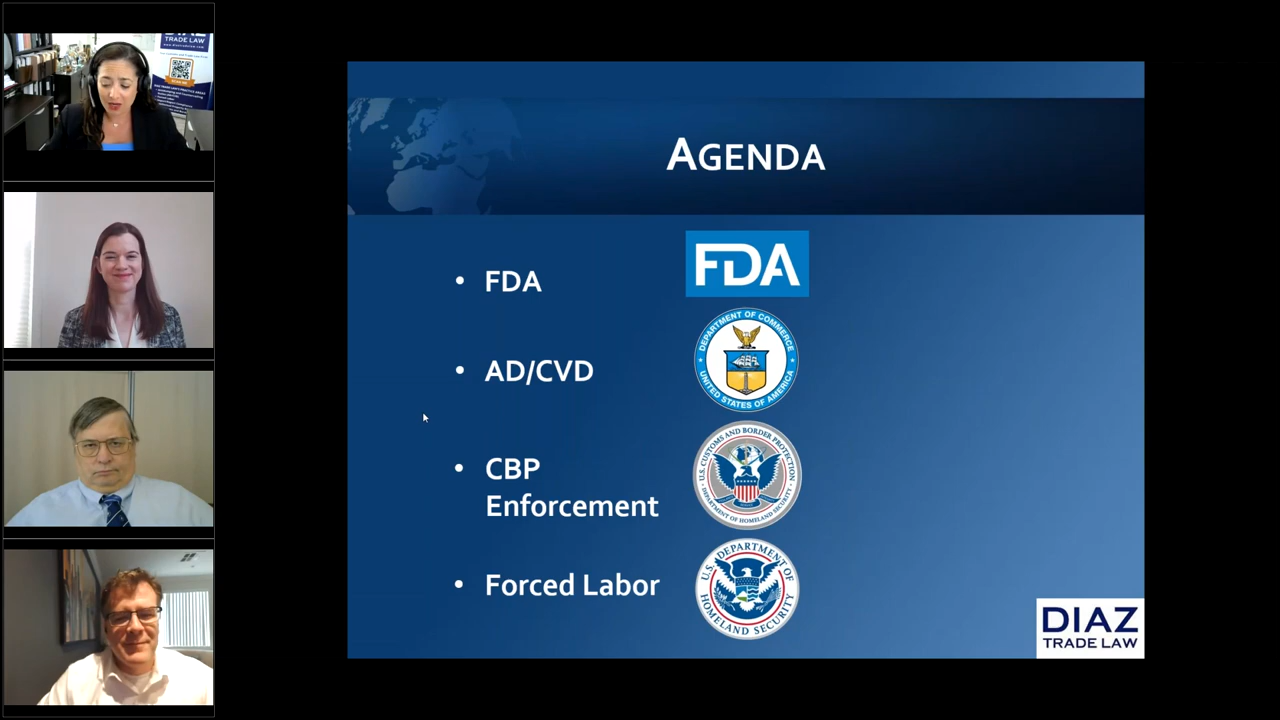 DIAZ
TRADE LAW
AGENDA
• FDA
FDA
• AD/CVD
DEPARTMENT OF COMMERCE
UNITED STATES OF AMERICA
• CBP
Enforcement
U.S. CUSTOMS AND BORDER PROTECTION
DEPARTMENT OF HOMELAND SECURITY
• Forced Labor
U.S. DEPARTMENT OF
HOMELAND SECURITY
DIAZ
TRADE LAW